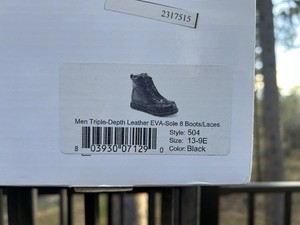 2317515
Men Triple-Depth Leather EVA-Sole 8 Boots/Laces
Style: 504
Size: 13-9E
Color: Black
8 03930 07129 0